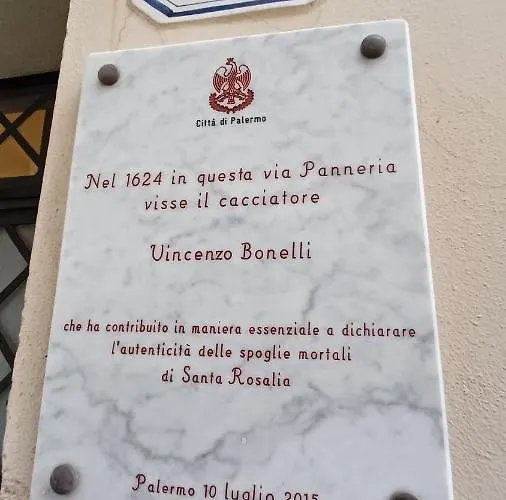 Città di Palermo
Nel 1624 in questa via Panneria
visse il cacciatore
Vincenzo Bonelli
che ha contribuito in maniera essenziale a dichiarare
l'autenticità delle spoglie mortali
di Santa Rosalia
Palermo 10 luglio 2015